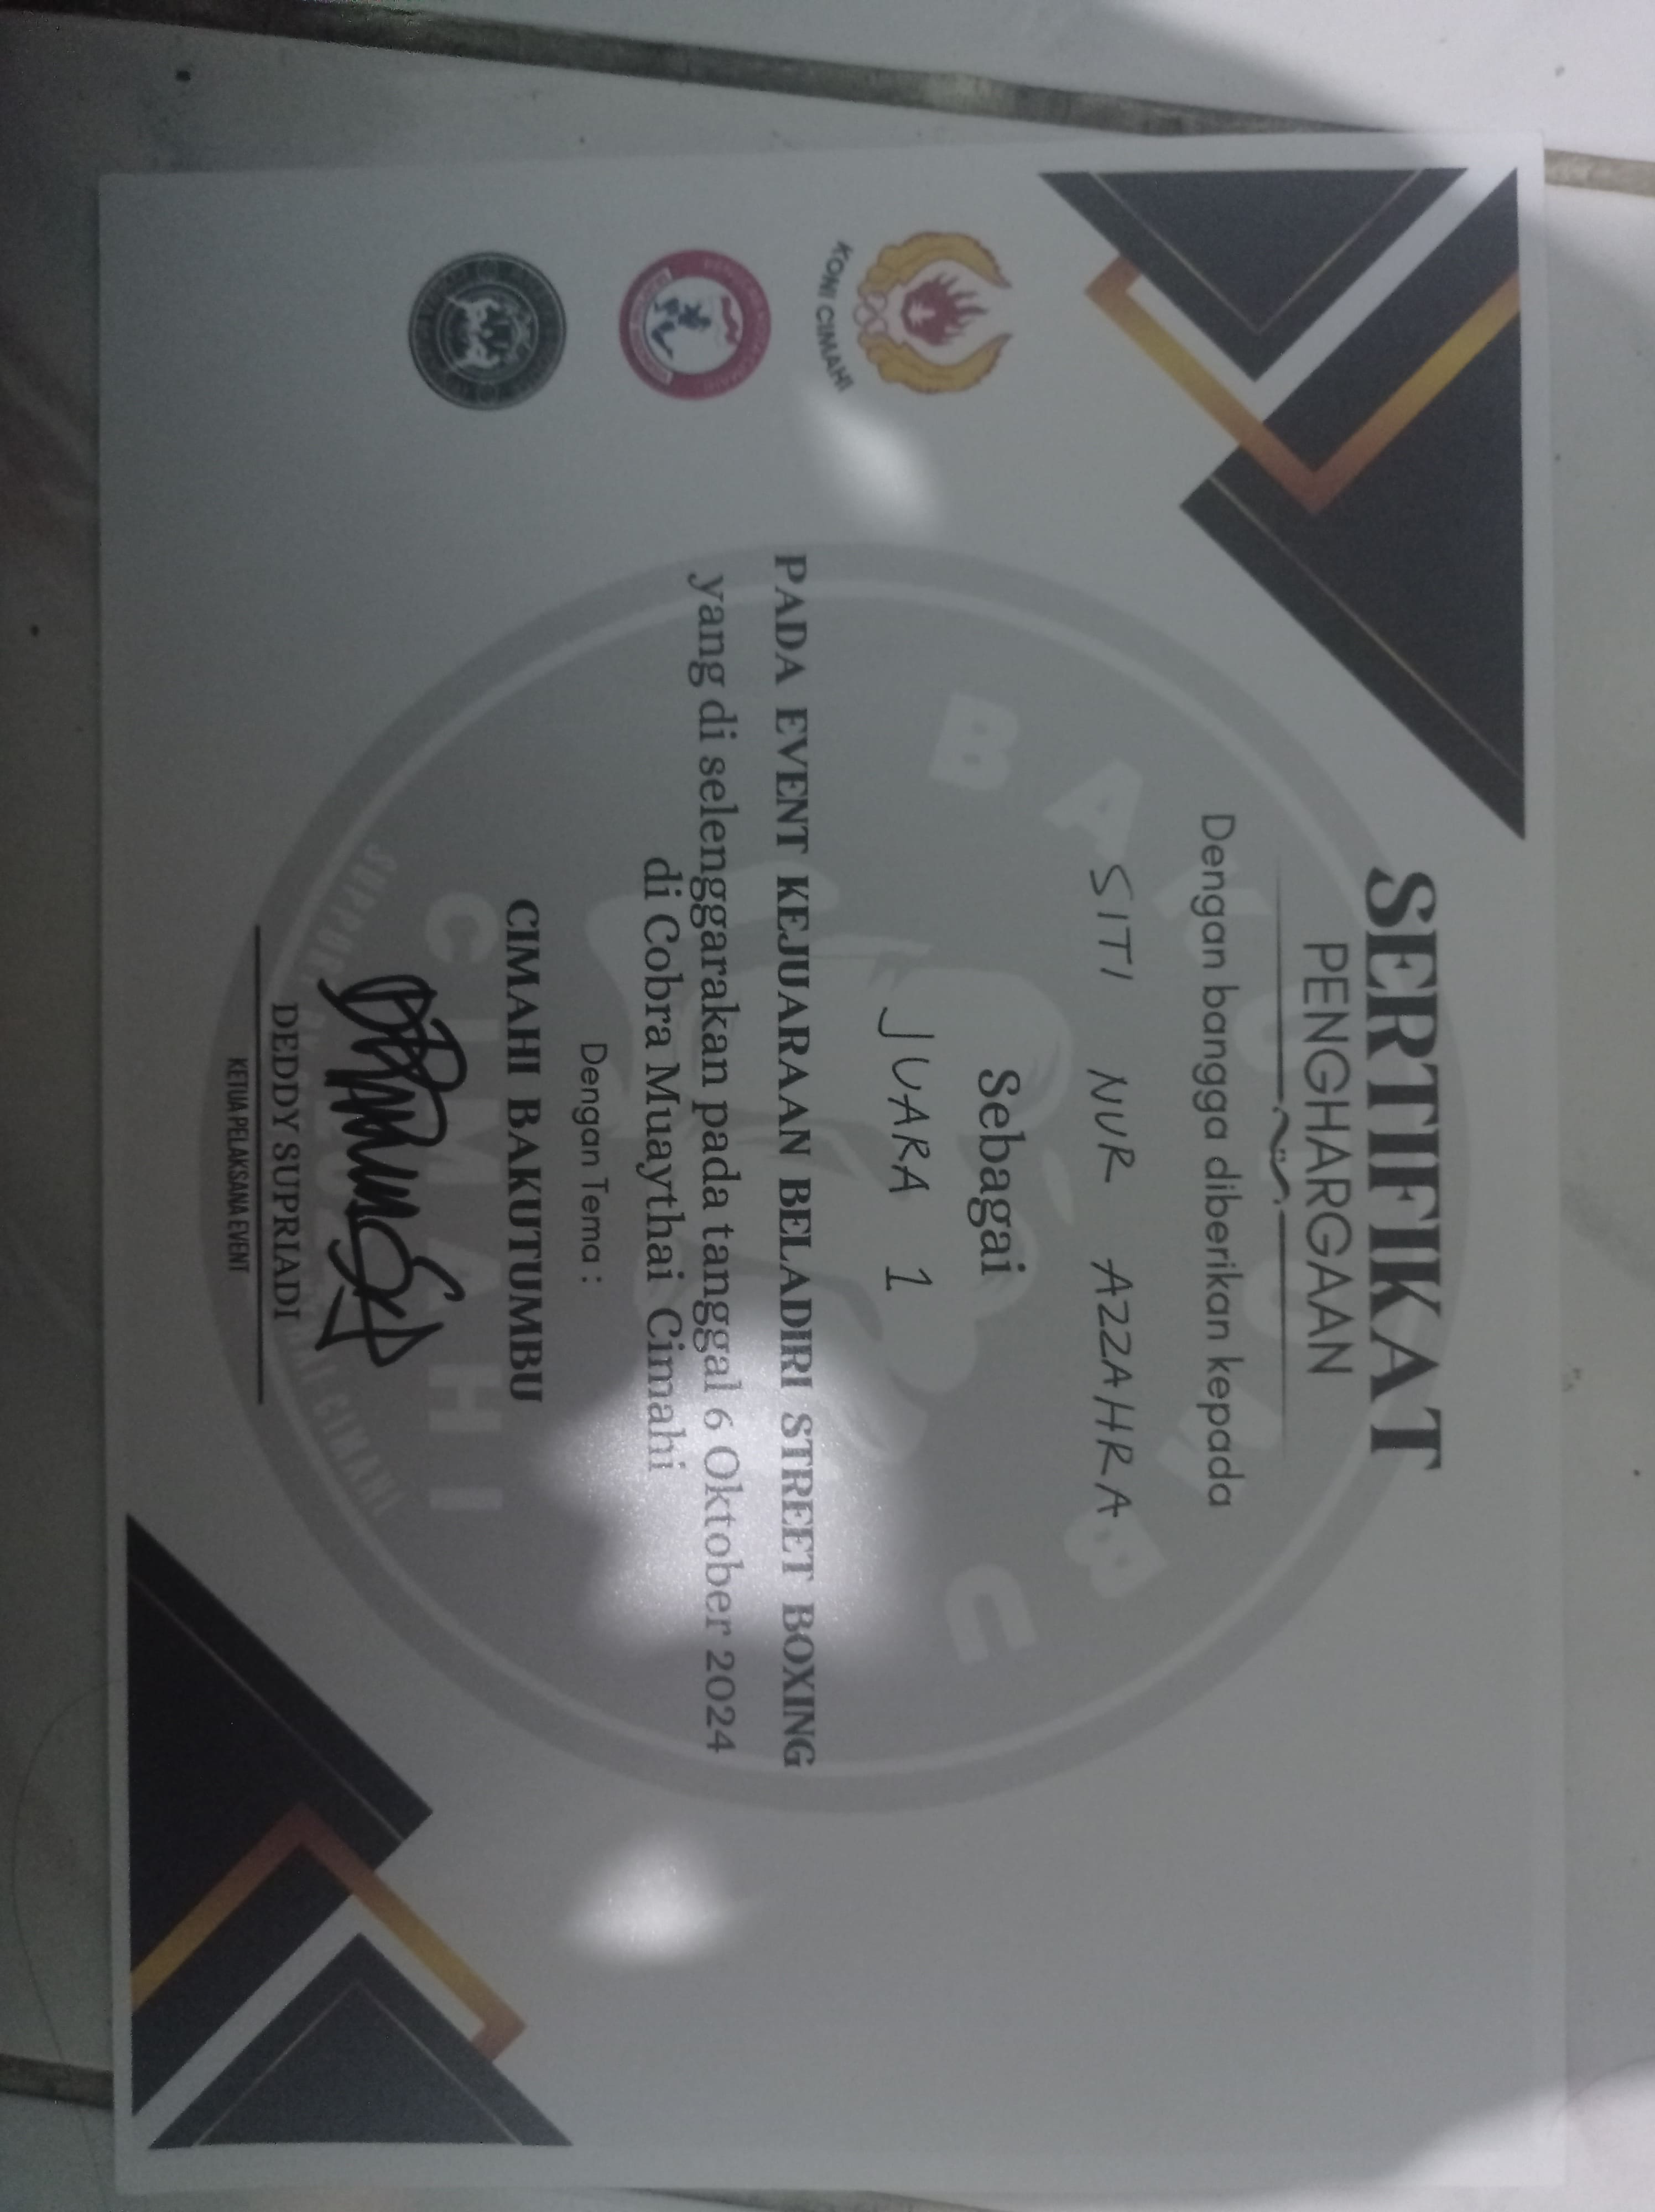 SERTIFIKAT
PENGHARGAAN
Dengan bangga diberikan kepada
SITI NUR AZZAHRA
Sebagai
JUARA 1
PADA EVENT KEJUARAAN BELADIRI STREET BOXING
yang di selenggarakan pada tanggal 6 Oktober 2024
di Cobra Muaythai Cimahi
Dengan Tema :
CIMAHI BAKUTUMBU
DEDDY SUPRIADI
KETUA PELAKSANA EVENT
KONI CIMAHI
CIMAHI